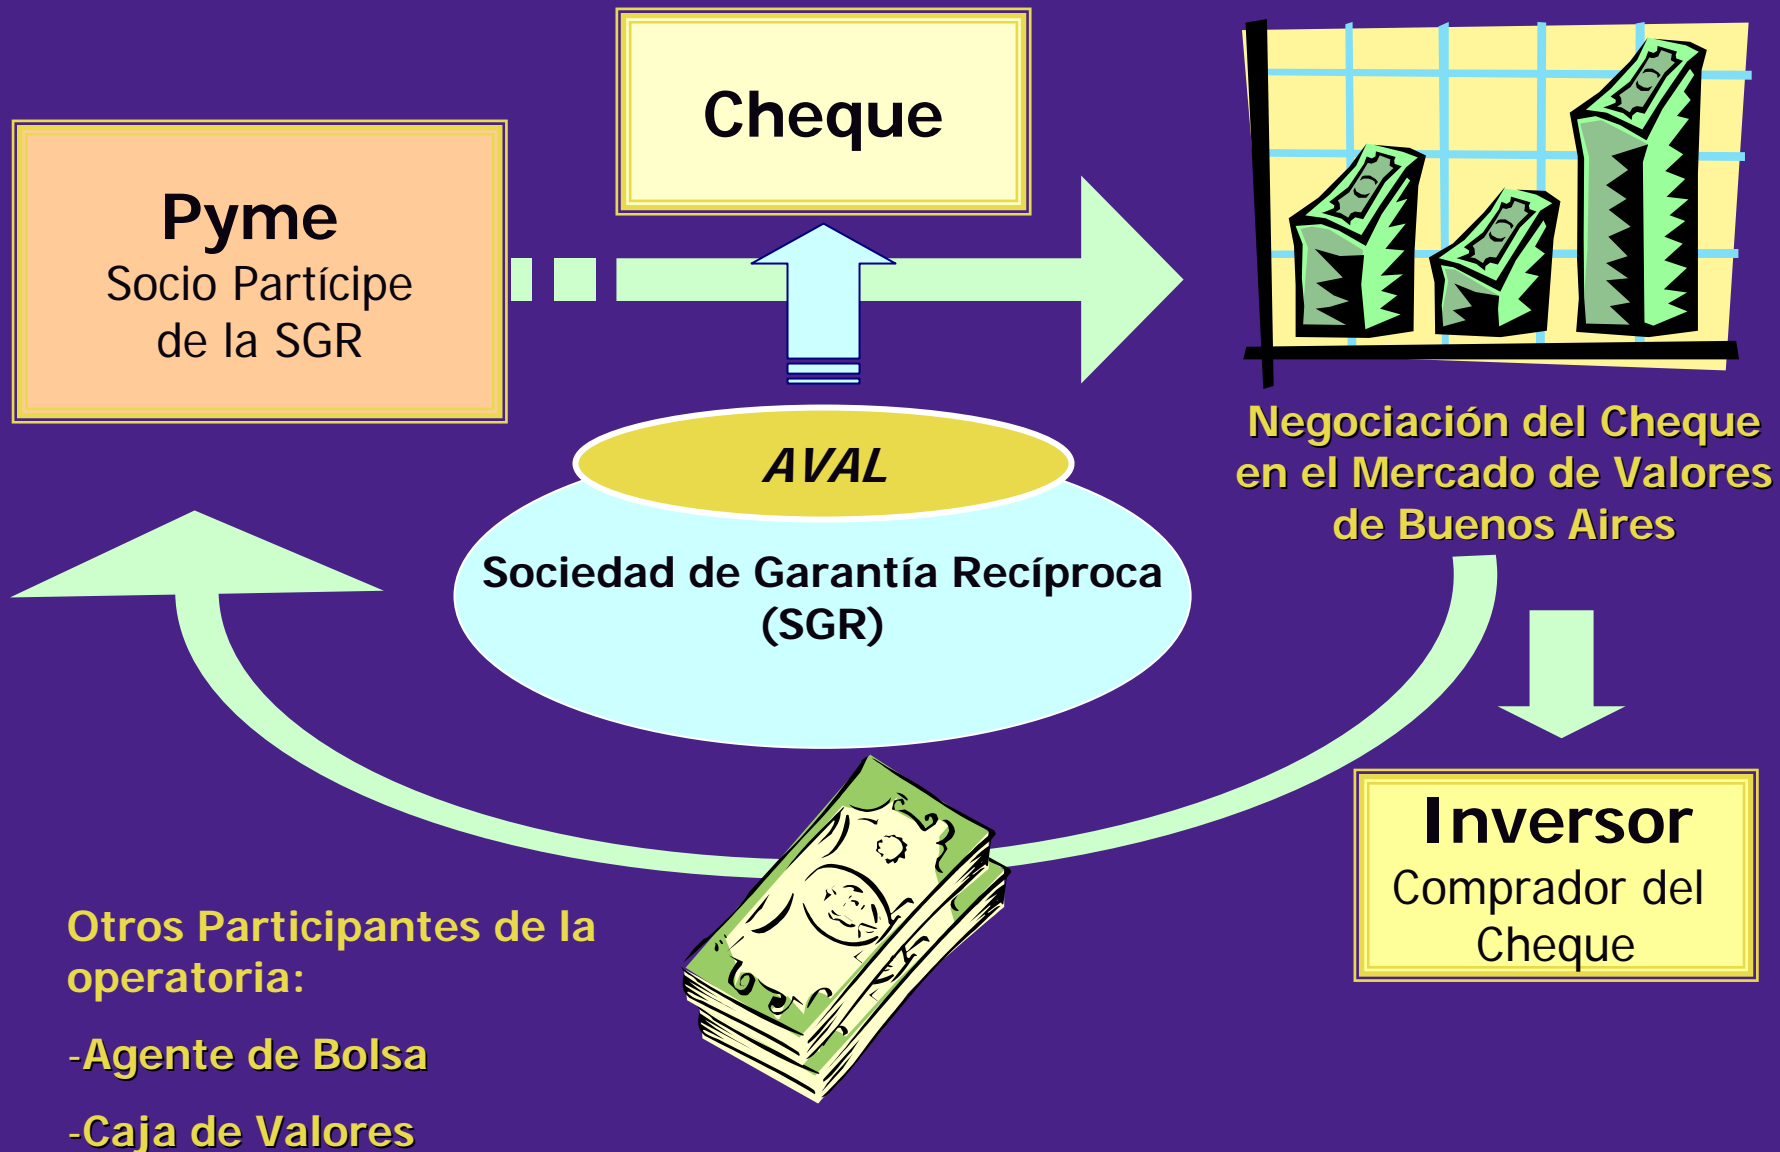 Cheque
Pyme
Socio Partícipe
de la SGR
Negociación del Cheque
en el Mercado de Valores
de Buenos Aires
AVAL
Sociedad de Garantía Recíproca
(SGR)
Inversor
Comprador del
Cheque
Otros Participantes de la
operatoria:
-Agente de Bolsa
-Caja de Valores